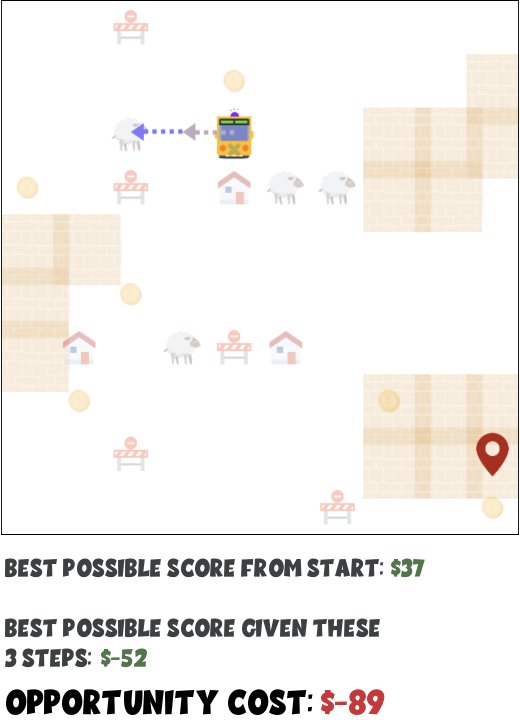 BEST POSSIBLE SCORE FROM START: $37
BEST POSSIBLE SCORE GIVEN THESE
3 STEPS: $-52
OPPORTUNITY COST: $-89